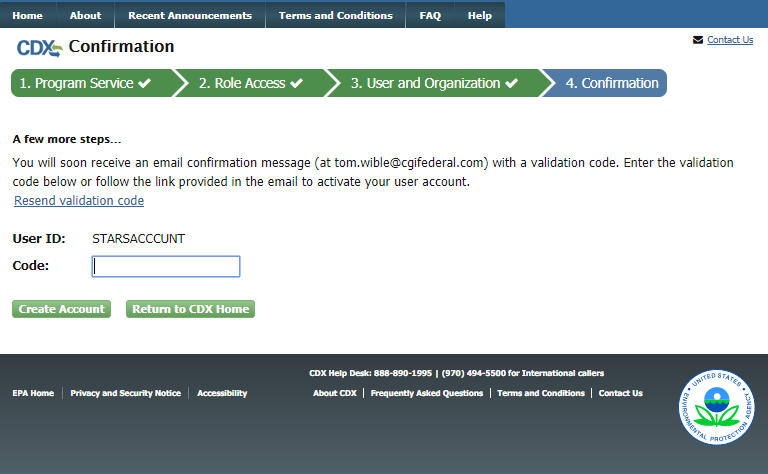 Home About Recent Announcements Terms and Conditions FAQ Help
CDX Confirmation
Contact Us
1. Program Service 2. Role Access 3. User and Organization 4. Confirmation
A few more steps...
You will soon receive an email confirmation message (at tom.wible@cgifederal.com) with a validation code. Enter the validation
code below or follow the link provided in the email to activate your user account.
Resend validation code
User ID: STARSACCCUNT
Code:
Create Account Return to CDX Home
CDX Help Desk: 888-890-1995 | (970) 494-5500 for International callers
EPA Home | Privacy and Security Notice | Accessibility
About CDX | Frequently Asked Questions | Terms and Conditions | Contact Us
UNITED STATES
ENVIRONMENTAL PROTECTION AGENCY